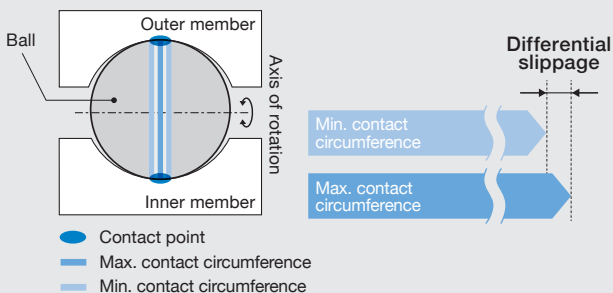 Outer member
Ball
Axis of rotation
Inner member
Contact point
Max. contact circumference
Min. contact circumference
Differential
slippage
Min. contact
circumference
Max. contact
circumference